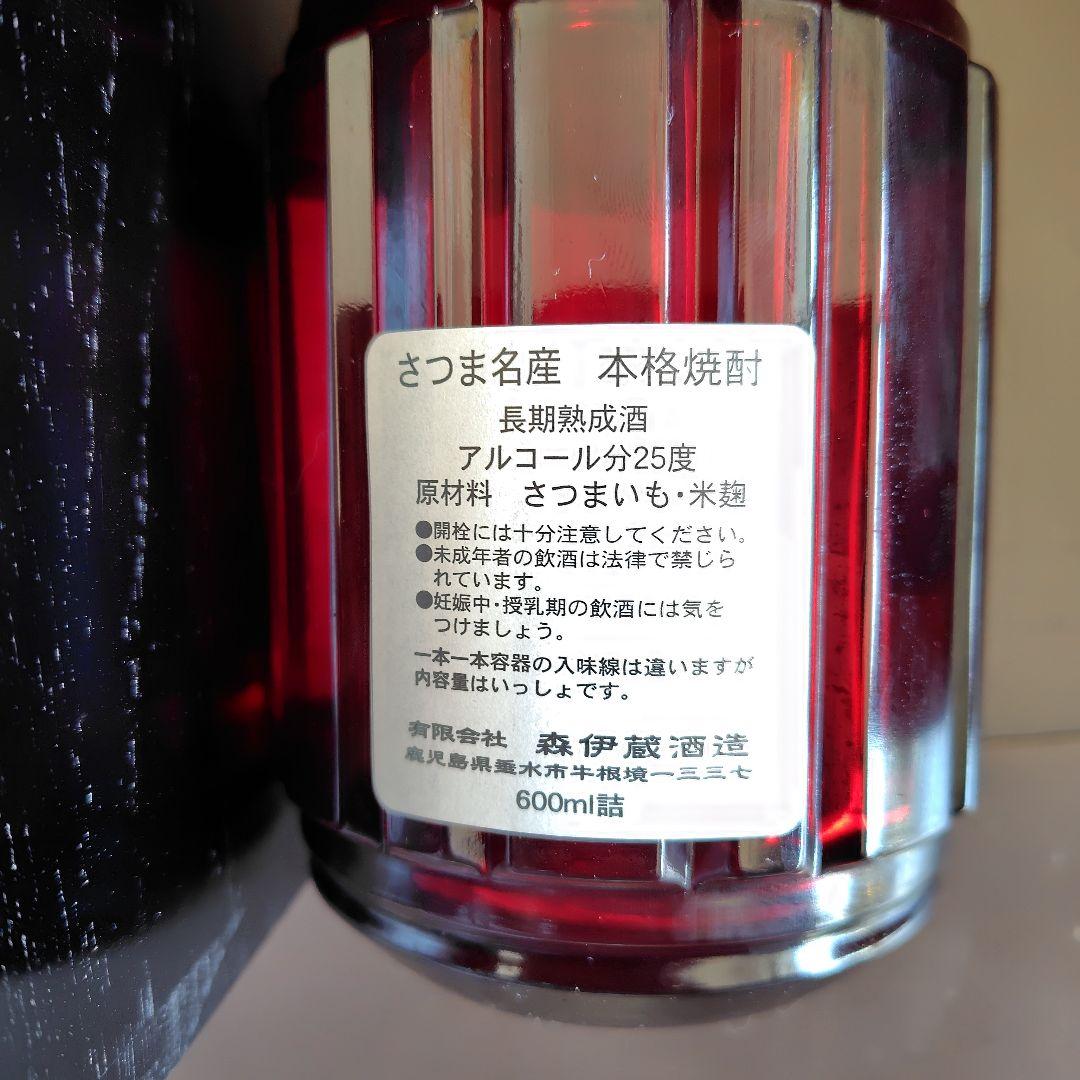 さつま名産　本格焼酎
長期熟成酒
アルコール分25度
原材料　さつまいも・米麹
●開栓には十分注意してください。
●未成年者の飲酒は法律で禁じら
れています。
●妊娠中・授乳期の飲酒には気を
つけましょう。
一本一本容器の入味線は違いますが
内容量はいっしょです。
有限会社　森伊蔵酒造
鹿児島県垂水市牛根境一三三七
600ml詰